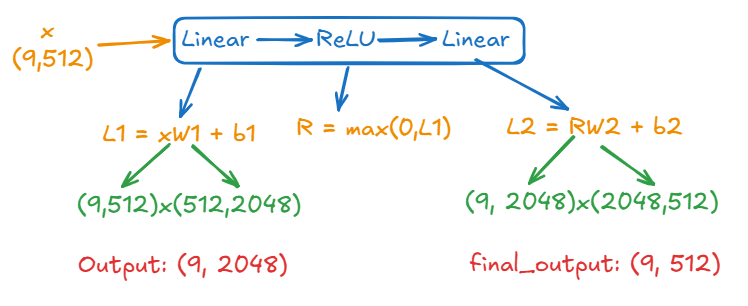 x
(9,512)
Linear
ReLU
Linear
L1 = xW1 + b1
R = max(0,L1)
L2 = RW2 + b2
(9,512)x(512,2048)
(9, 2048)x(2048,512)
Output: (9, 2048)
final_output: (9, 512)